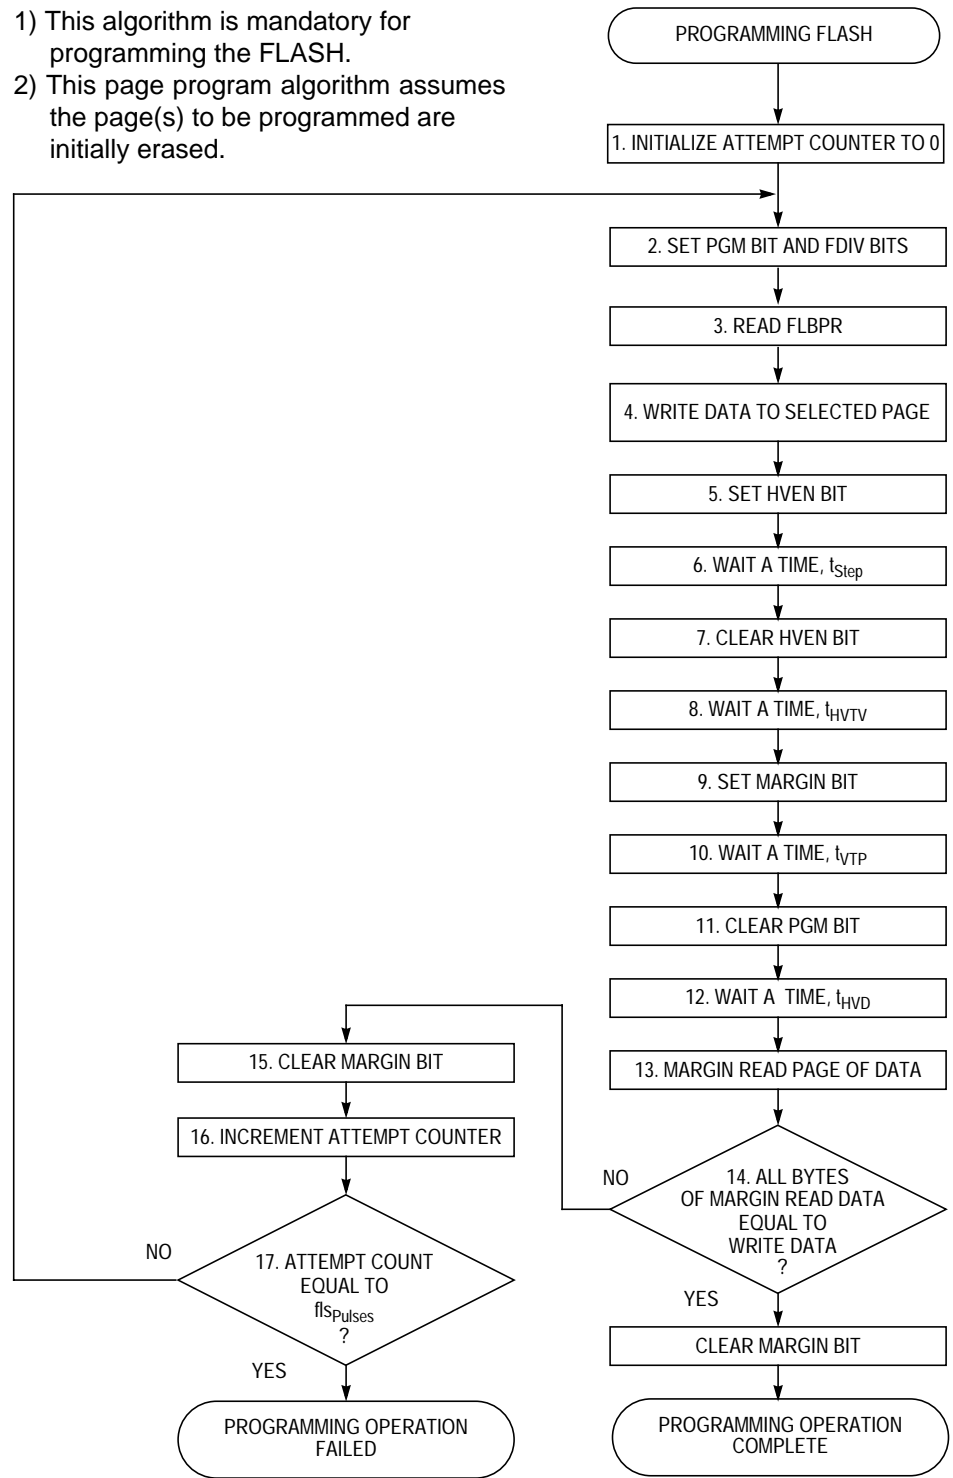 1) This algorithm is mandatory for
programming the FLASH.
2) This page program algorithm assumes
the page(s) to be programmed are
initially erased.
PROGRAMMING FLASH
1. INITIALIZE ATTEMPT COUNTER TO 0
2. SET PGM BIT AND FDIV BITS
3. READ FLBPR
4. WRITE DATA TO SELECTED PAGE
5. SET HVEN BIT
6. WAIT A TIME, tStep
7. CLEAR HVEN BIT
8. WAIT A TIME, tHVTV
9. SET MARGIN BIT
10. WAIT A TIME, tVTP
11. CLEAR PGM BIT
12. WAIT A TIME, tHVD
13. MARGIN READ PAGE OF DATA
14. ALL BYTES
OF MARGIN READ DATA
EQUAL TO
WRITE DATA
?
NO
YES
15. CLEAR MARGIN BIT
16. INCREMENT ATTEMPT COUNTER
17. ATTEMPT COUNT
EQUAL TO
flsPulses
?
NO
YES
PROGRAMMING OPERATION
FAILED
CLEAR MARGIN BIT
PROGRAMMING OPERATION
COMPLETE